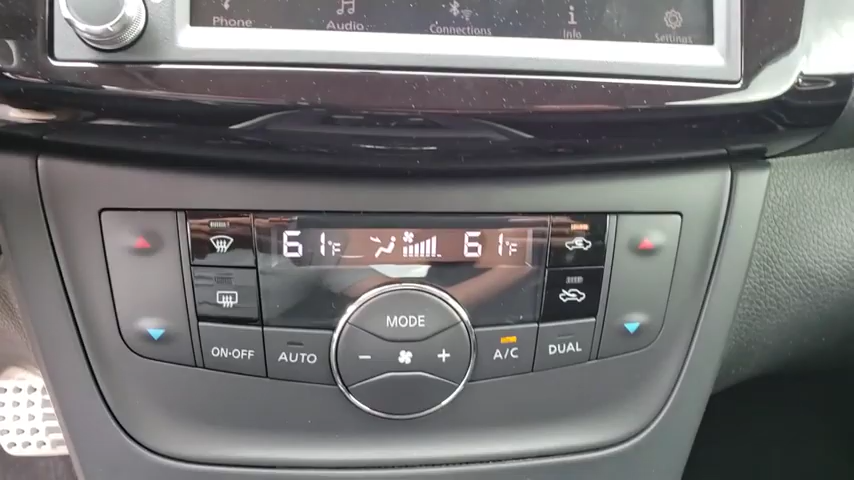 Phone Audio Connections Info Settings
61°F 61°F
MODE
ON·OFF AUTO A/C DUAL